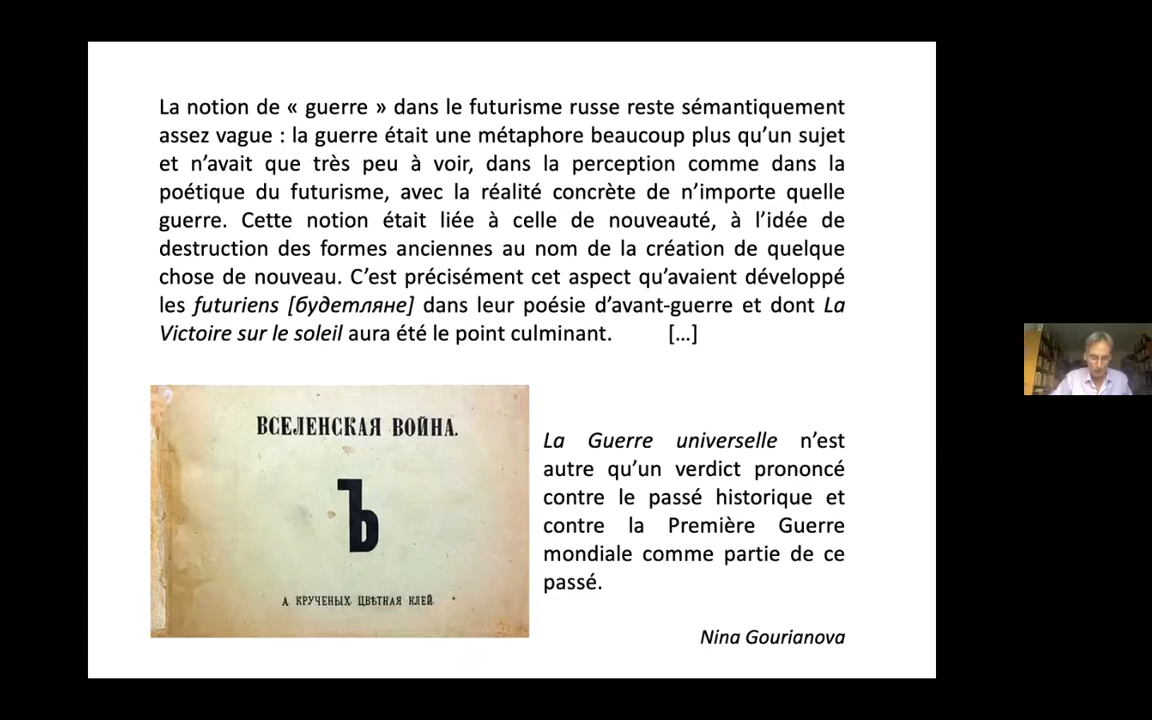 La notion de « guerre » dans le futurisme russe reste sémantiquement
assez vague : la guerre était une métaphore beaucoup plus qu’un sujet
et n’avait que très peu à voir, dans la perception comme dans la
poétique du futurisme, avec la réalité concrète de n’importe quelle
guerre. Cette notion était liée à celle de nouveauté, à l’idée de
destruction des formes anciennes au nom de la création de quelque
chose de nouveau. C’est précisément cet aspect qu’avaient développé
les futuriens [будетляне] dans leur poésie d’avant-guerre et dont La
Victoire sur le soleil aura été le point culminant. [...]
ВСЕЛЕНСКАЯ ВОЙНА.
Ъ
А КРУЧЕНЫХ ЦВѢТНАЯ КЛЕЙ.
La Guerre universelle n’est
autre qu’un verdict prononcé
contre le passé historique et
contre la Première Guerre
mondiale comme partie de ce
passé.
Nina Gourianova